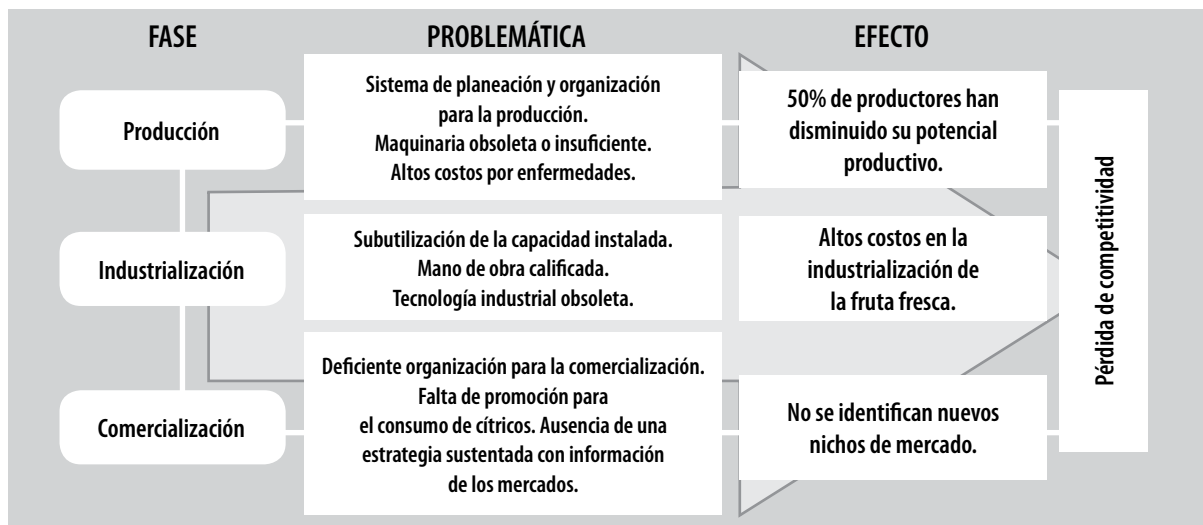 FASE
PROBLEMÁTICA
EFECTO
Producción
Sistema de planeación y organización
para la producción.
Maquinaria obsoleta o insuficiente.
Altos costos por enfermedades.
50% de productores han
disminuido su potencial
productivo.
Industrialización
Subutilización de la capacidad instalada.
Mano de obra calificada.
Tecnología industrial obsoleta.
Altos costos en la
industrialización de
la fruta fresca.
Comercialización
Deficiente organización para la comercialización.
Falta de promoción para
el consumo de cítricos. Ausencia de una
estrategia sustentada con información
de los mercados.
No se identifican nuevos
nichos de mercado.
Pérdida de competitividad